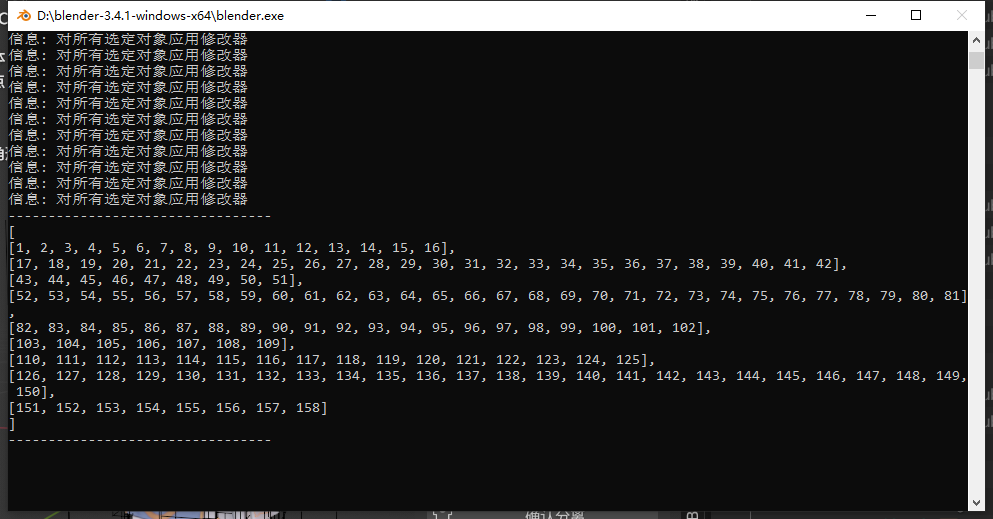 D:\blender-3.4.1-windows-x64\blender.exe
信息: 对所有选定对象应用修改器
信息: 对所有选定对象应用修改器
信息: 对所有选定对象应用修改器
信息: 对所有选定对象应用修改器
信息: 对所有选定对象应用修改器
信息: 对所有选定对象应用修改器
信息: 对所有选定对象应用修改器
信息: 对所有选定对象应用修改器
信息: 对所有选定对象应用修改器
信息: 对所有选定对象应用修改器
信息: 对所有选定对象应用修改器
---------------------------------
[
[1, 2, 3, 4, 5, 6, 7, 8, 9, 10, 11, 12, 13, 14, 15, 16],
[17, 18, 19, 20, 21, 22, 23, 24, 25, 26, 27, 28, 29, 30, 31, 32, 33, 34, 35, 36, 37, 38, 39, 40, 41, 42],
[43, 44, 45, 46, 47, 48, 49, 50, 51],
[52, 53, 54, 55, 56, 57, 58, 59, 60, 61, 62, 63, 64, 65, 66, 67, 68, 69, 70, 71, 72, 73, 74, 75, 76, 77, 78, 79, 80, 81]
,
[82, 83, 84, 85, 86, 87, 88, 89, 90, 91, 92, 93, 94, 95, 96, 97, 98, 99, 100, 101, 102],
[103, 104, 105, 106, 107, 108, 109],
[110, 111, 112, 113, 114, 115, 116, 117, 118, 119, 120, 121, 122, 123, 124, 125],
[126, 127, 128, 129, 130, 131, 132, 133, 134, 135, 136, 137, 138, 139, 140, 141, 142, 143, 144, 145, 146, 147, 148, 149,
150],
[151, 152, 153, 154, 155, 156, 157, 158]
]
---------------------------------
确认分离